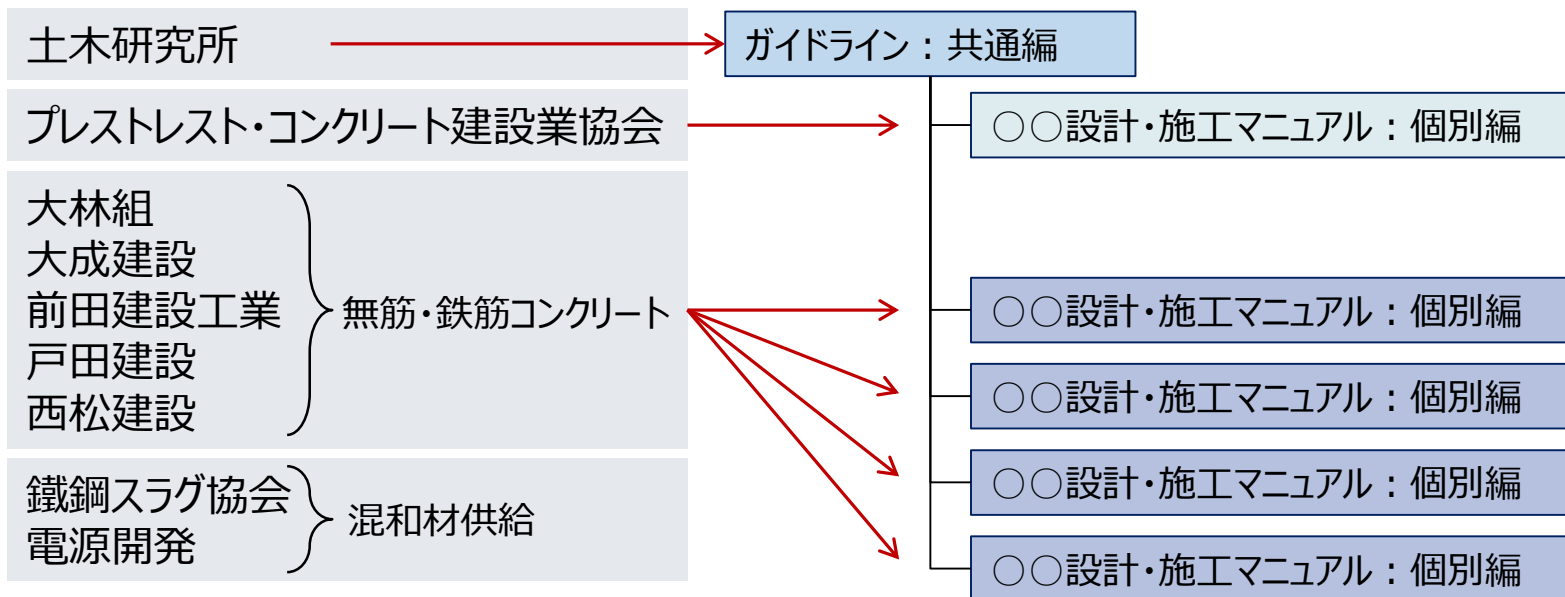 土木研究所
ガイドライン：共通編
プレストレスト・コンクリート建設業協会
○○設計・施工マニュアル：個別編
大林組
大成建設
前田建設工業
戸田建設
西松建設
無筋・鉄筋コンクリート
○○設計・施工マニュアル：個別編
○○設計・施工マニュアル：個別編
○○設計・施工マニュアル：個別編
○○設計・施工マニュアル：個別編
鐵鋼スラグ協会
電源開発
混和材供給